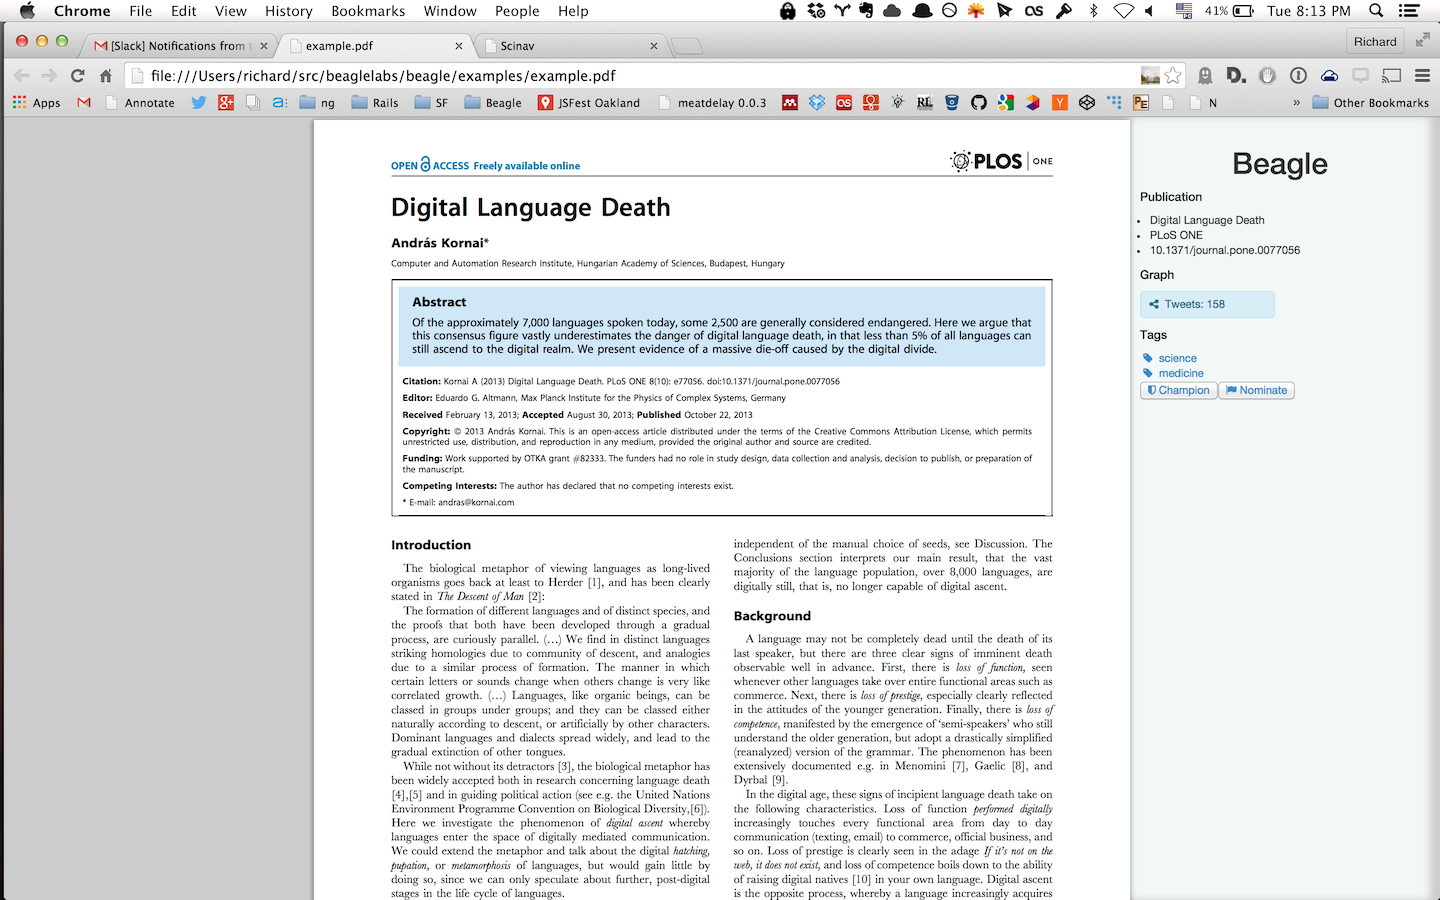 Chrome File Edit View History Bookmarks Window People Help 41% Tue 8:13 PM
[Slack] Notifications from t
example.pdf
Scinav
Richard
file:///Users/richard/src/beaglelabs/beagle/examples/example.pdf
Apps Annotate ng Rails SF Beagle JSFest Oakland meatdelay 0.0.3 N » Other Bookmarks
OPEN ACCESS Freely available online
PLOS ONE
Digital Language Death
András Kornai*
Computer and Automation Research Institute, Hungarian Academy of Sciences, Budapest, Hungary
Abstract
Of the approximately 7,000 languages spoken today, some 2,500 are generally considered endangered. Here we argue that
this consensus figure vastly underestimates the danger of digital language death, in that less than 5% of all languages can
still ascend to the digital realm. We present evidence of a massive die-off caused by the digital divide.
Citation: Kornai A (2013) Digital Language Death. PLoS ONE 8(10): e77056. doi:10.1371/journal.pone.0077056
Editor: Eduardo G. Altmann, Max Planck Institute for the Physics of Complex Systems, Germany
Received February 13, 2013; Accepted August 30, 2013; Published October 22, 2013
Copyright: © 2013 András Kornai. This is an open-access article distributed under the terms of the Creative Commons Attribution License, which permits
unrestricted use, distribution, and reproduction in any medium, provided the original author and source are credited.
Funding: Work supported by OTKA grant #82333. The funders had no role in study design, data collection and analysis, decision to publish, or preparation of
the manuscript.
Competing Interests: The author has declared that no competing interests exist.
* E-mail: andras@kornai.com
Introduction
The biological metaphor of viewing languages as long-lived
organisms goes back at least to Herder [1], and has been clearly
stated in The Descent of Man [2]:
The formation of different languages and of distinct species, and
the proofs that both have been developed through a gradual
process, are curiously parallel. (...) We find in distinct languages
striking homologies due to community of descent, and analogies
due to a similar process of formation. The manner in which
certain letters or sounds change when others change is very like
correlated growth. (...) Languages, like organic beings, can be
classed in groups under groups; and they can be classed either
naturally according to descent, or artificially by other characters.
Dominant languages and dialects spread widely, and lead to the
gradual extinction of other tongues.
While not without its detractors [3], the biological metaphor has
been widely accepted both in research concerning language death
[4],[5] and in guiding political action (see e.g. the United Nations
Environment Programme Convention on Biological Diversity,[6]).
Here we investigate the phenomenon of digital ascent whereby
languages enter the space of digitally mediated communication.
We could extend the metaphor and talk about the digital hatching,
pupation, or metamorphosis of languages, but would gain little by
doing so, since we can only speculate about further, post-digital
stages in the life cycle of languages.
independent of the manual choice of seeds, see Discussion. The
Conclusions section interprets our main result, that the vast
majority of the language population, over 8,000 languages, are
digitally still, that is, no longer capable of digital ascent.
Background
A language may not be completely dead until the death of its
last speaker, but there are three clear signs of imminent death
observable well in advance. First, there is loss of function, seen
whenever other languages take over entire functional areas such as
commerce. Next, there is loss of prestige, especially clearly reflected
in the attitudes of the younger generation. Finally, there is loss of
competence, manifested by the emergence of ‘semi-speakers’ who still
understand the older generation, but adopt a drastically simplified
(reanalyzed) version of the grammar. The phenomenon has been
extensively documented e.g. in Menomini [7], Gaelic [8], and
Dyrbal [9].
In the digital age, these signs of incipient language death take on
the following characteristics. Loss of function performed digitally
increasingly touches every functional area from day to day
communication (texting, email) to commerce, official business, and
so on. Loss of prestige is clearly seen in the adage If it's not on the
web, it does not exist, and loss of competence boils down to the ability
of raising digital natives [10] in your own language. Digital ascent
is the opposite process, whereby a language increasingly acquires
Beagle
Publication
• Digital Language Death
• PLoS ONE
• 10.1371/journal.pone.0077056
Graph
Tweets: 158
Tags
science
medicine
Champion Nominate